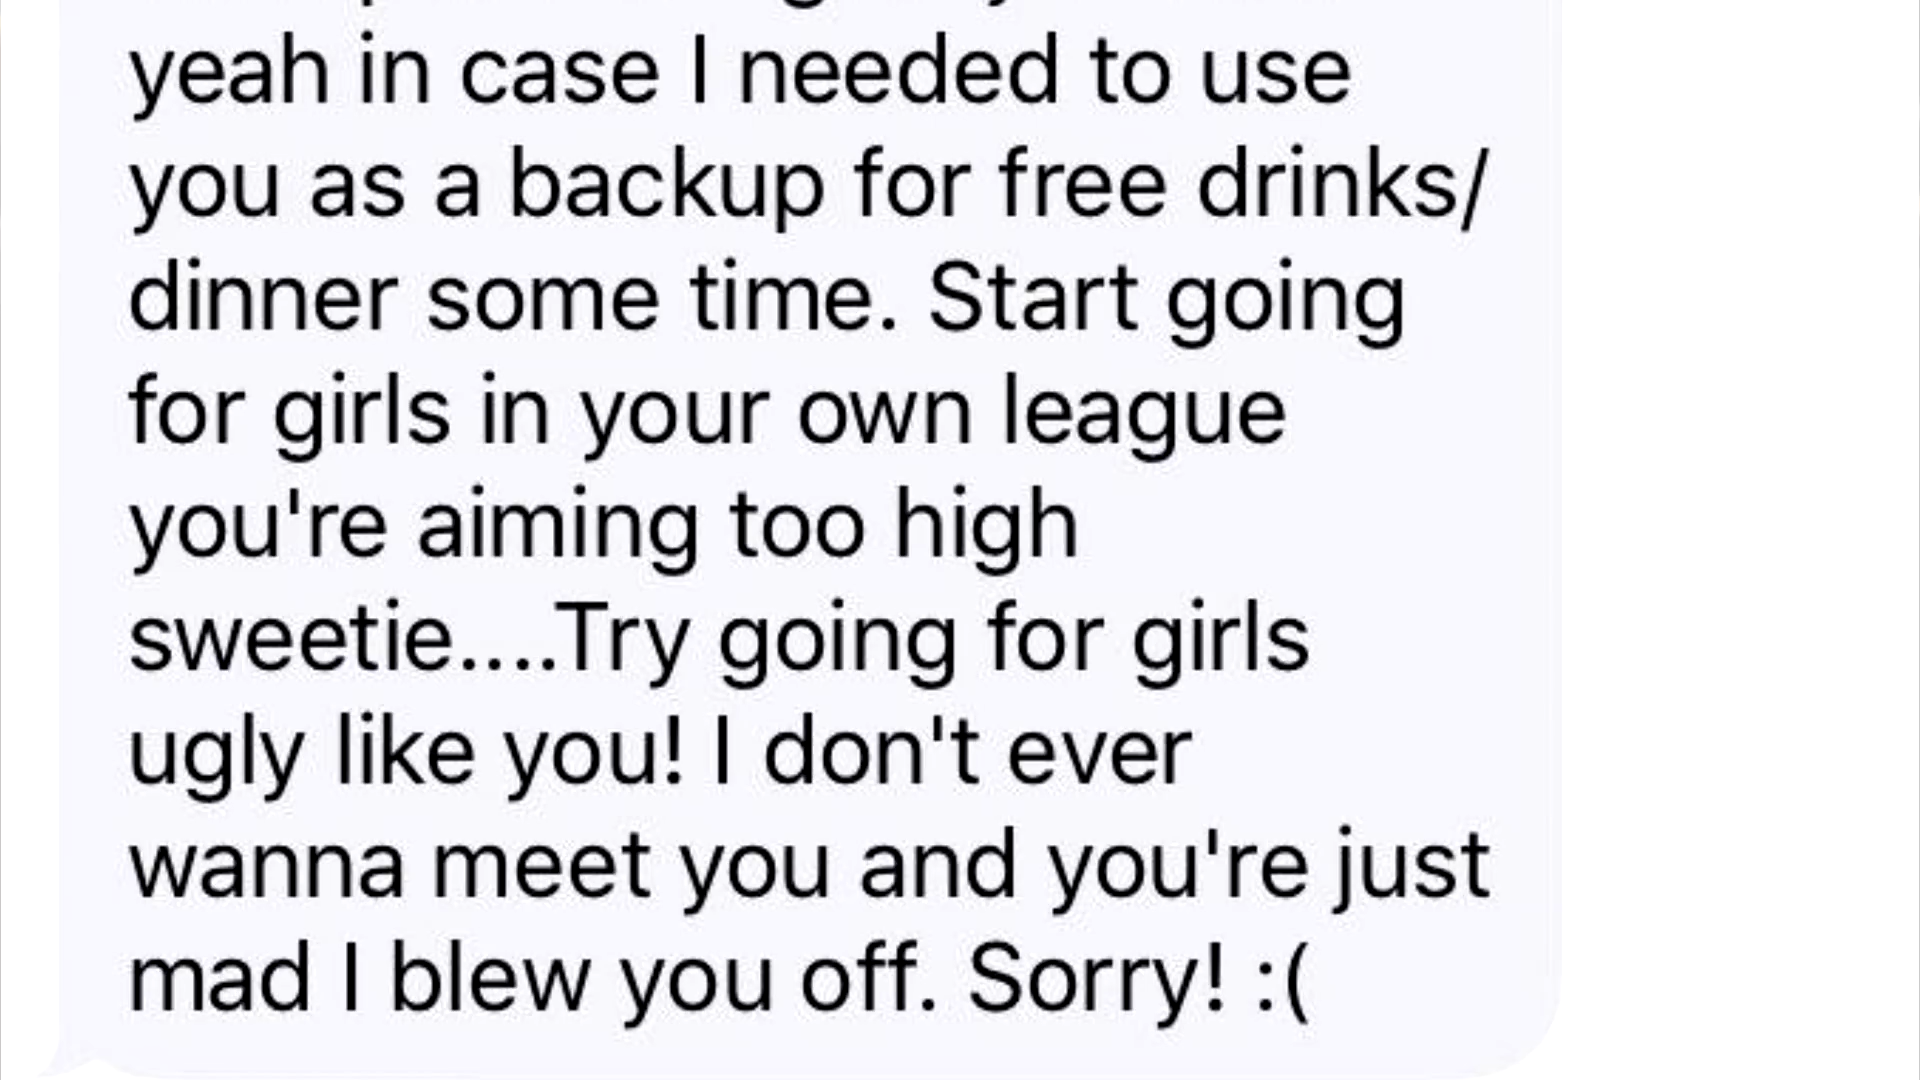 yeah in case I needed to use
you as a backup for free drinks/
dinner some time. Start going
for girls in your own league
you're aiming too high
sweetie....Try going for girls
ugly like you! I don't ever
wanna meet you and you're just
mad I blew you off. Sorry! :(